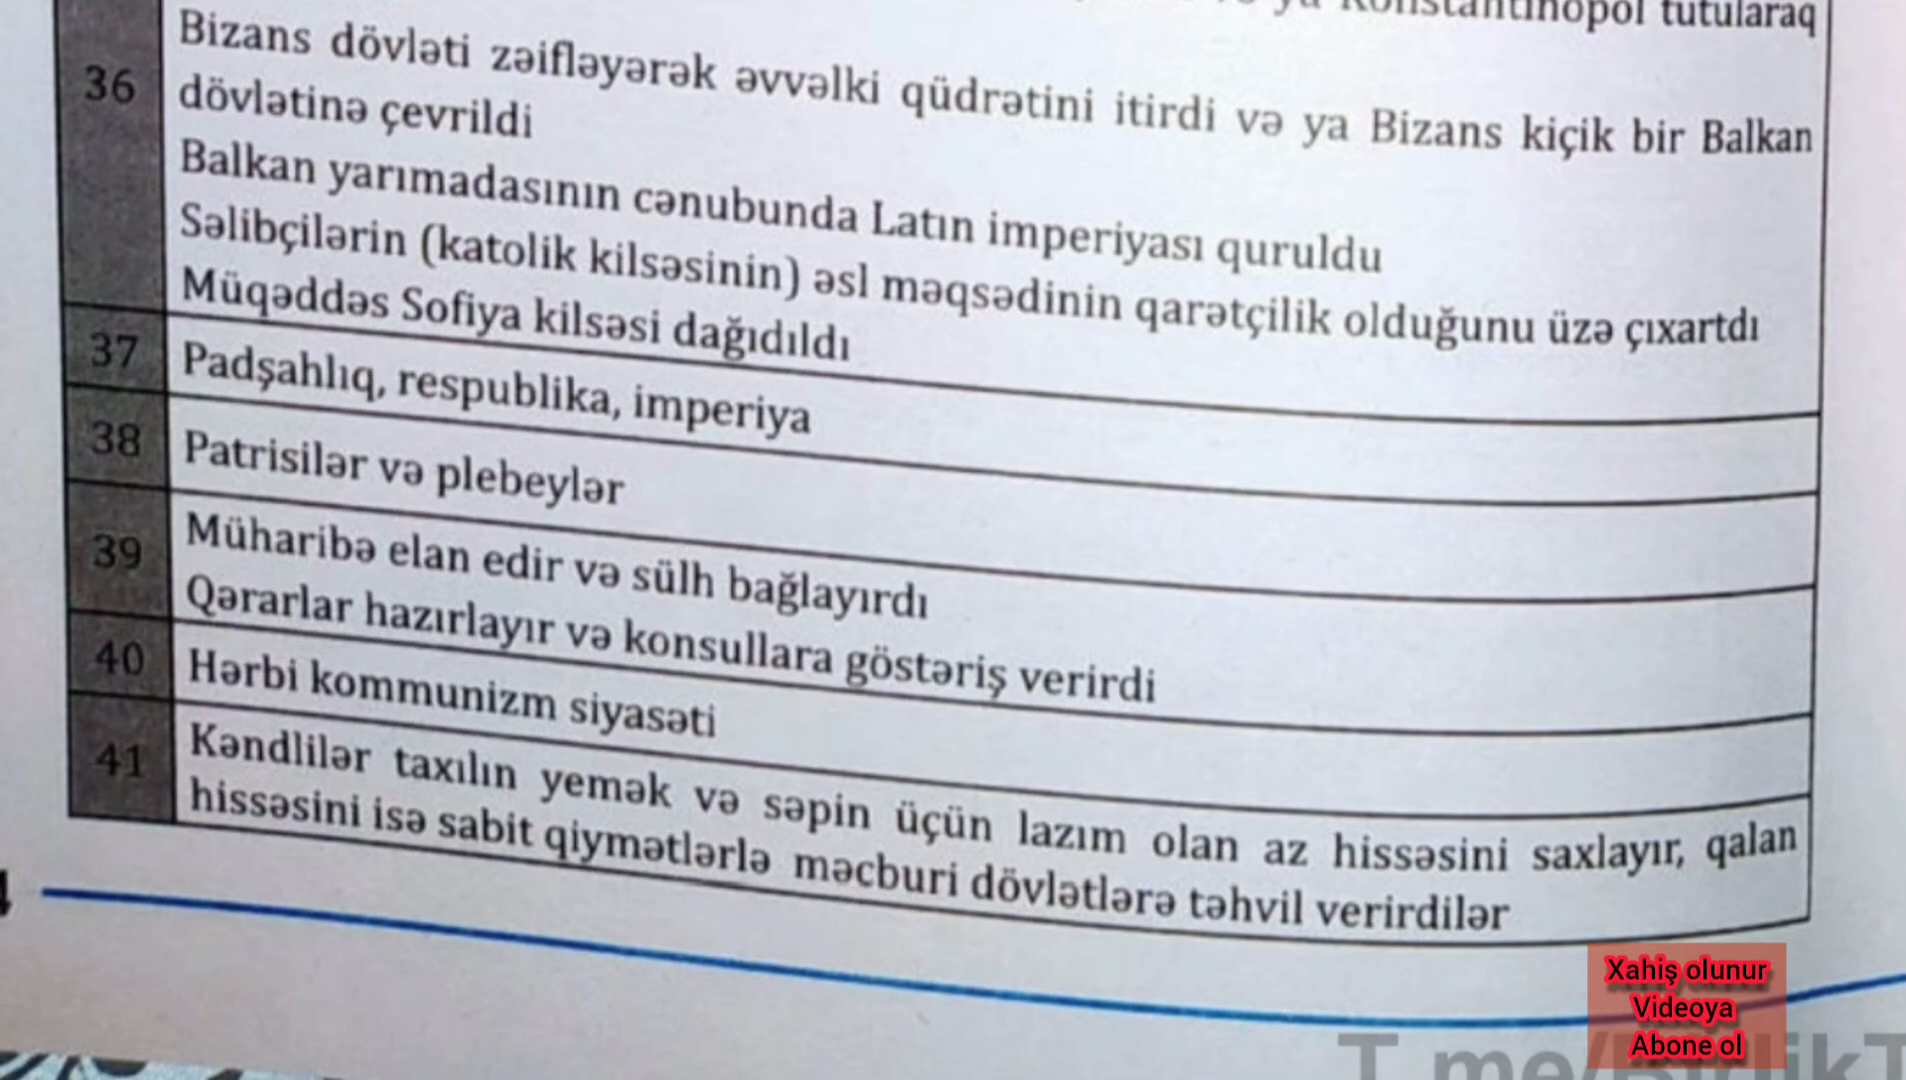 Konstantinopol tutularaq
36
Bizans dövləti zəifləyərək əvvəlki qüdrətini itirdi və ya Bizans kiçik bir Balkan
dövlətinə çevrildi
Balkan yarımadasının cənubunda Latın imperiyası quruldu
Səlibçilərin (katolik kilsəsinin) əsl məqsədinin qarətçilik olduğunu üzə çıxartdı
Müqəddəs Sofiya kilsəsi dağıdıldı
37 Padşahlıq, respublika, imperiya
38 Patrisilər və plebeylər
39 Müharibə elan edir və sülh bağlayırdı
Qərarlar hazırlayır və konsullara göstəriş verirdi
40 Hərbi kommunizm siyasəti
41 Kəndlilər taxılın yemək və səpin üçün lazım olan az hissəsini saxlayır, qalan
hissəsini isə sabit qiymətlərlə məcburi dövlətlərə təhvil verirdilər
Xahiş olunur
Videoya
Abone ol